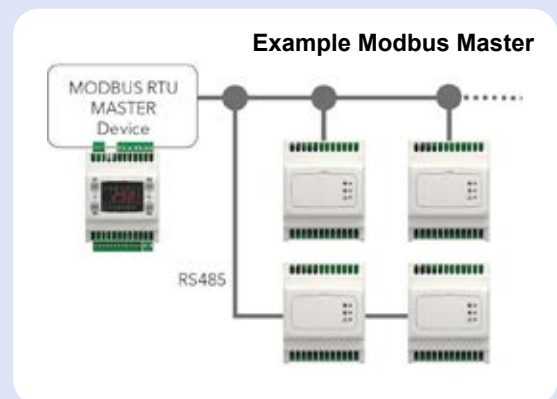 Example Modbus Master
MODBUS RTU
MASTER
Device
RS485